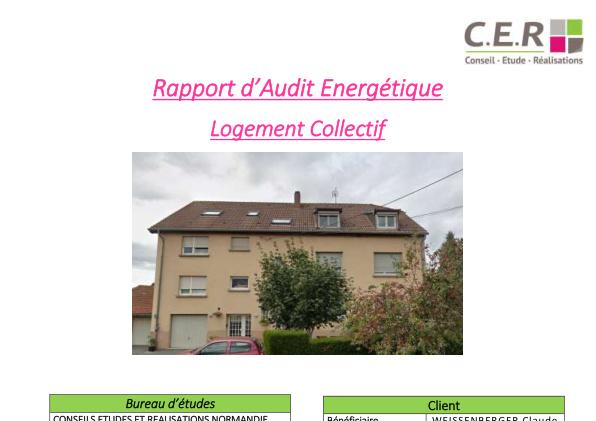 C.E.R
Conseil - Etude - Réalisations
Rapport d'Audit Energétique
Logement Collectif
Bureau d'études
Client
CONSEILS ETUDES ET REALISATIONS NORMANDIE
Bénéficiaire WEISSENBERGER Claude